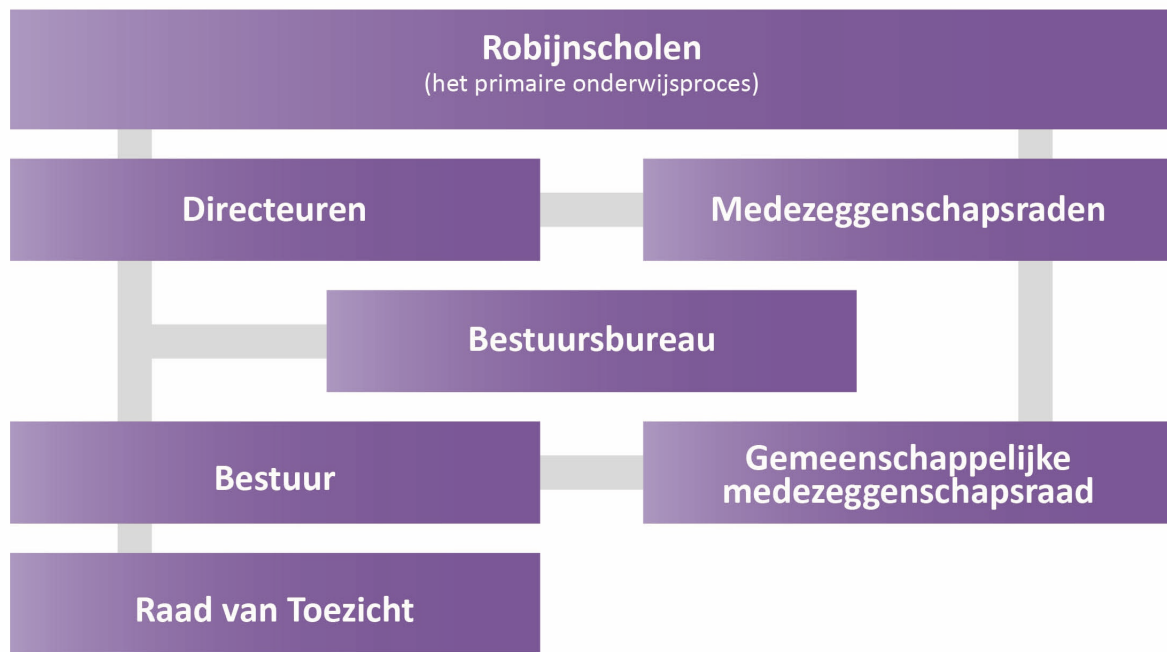 Robijnscholen
(het primaire onderwijsproces)
Directeuren
Medezeggenschapsraden
Bestuursbureau
Bestuur
Gemeenschappelijke
medezeggenschapsraad
Raad van Toezicht